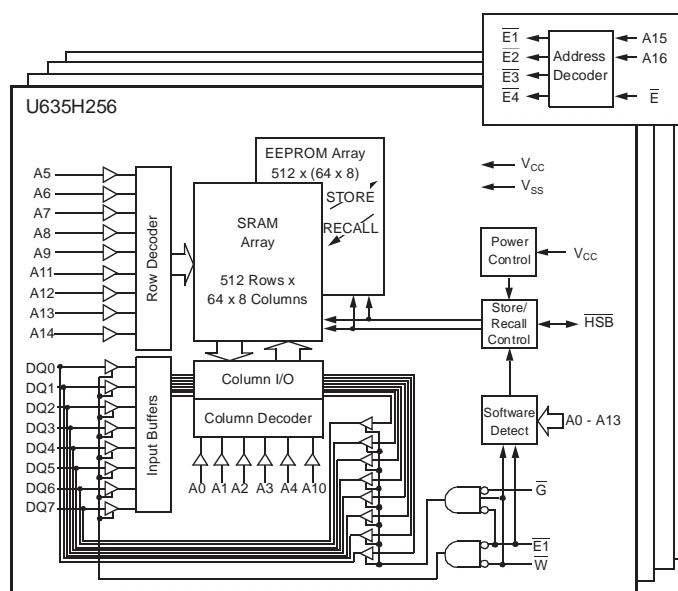 E1
E2
E3
E4
Address
Decoder
A15
A16
E
U635H256
EEPROM Array
512 x (64 x 8)
STORE
RECALL
VCC
VSS
A5
A6
A7
A8
A9
A11
A12
A13
A14
Row Decoder
SRAM
Array
512 Rows x
64 x 8 Columns
Power
Control
VCC
Store/
Recall
Control
HSB
DQ0
DQ1
DQ2
DQ3
DQ4
DQ5
DQ6
DQ7
Input Buffers
Column I/O
Column Decoder
Software
Detect
A0 - A13
A0 A1 A2 A3 A4 A10
G
E1
W